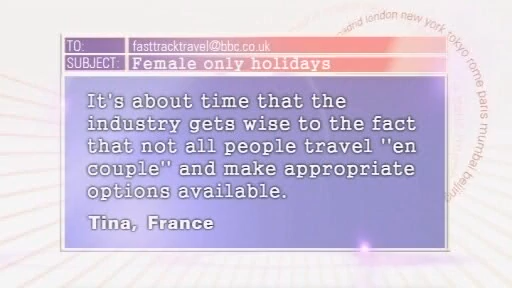 TO: fasttracktravel@bbc.co.uk
SUBJECT: Female only holidays
It's about time that the
industry gets wise to the fact
that not all people travel "en
couple" and make appropriate
options available.
Tina, France
london new york tokyo rome paris mumbai beijing